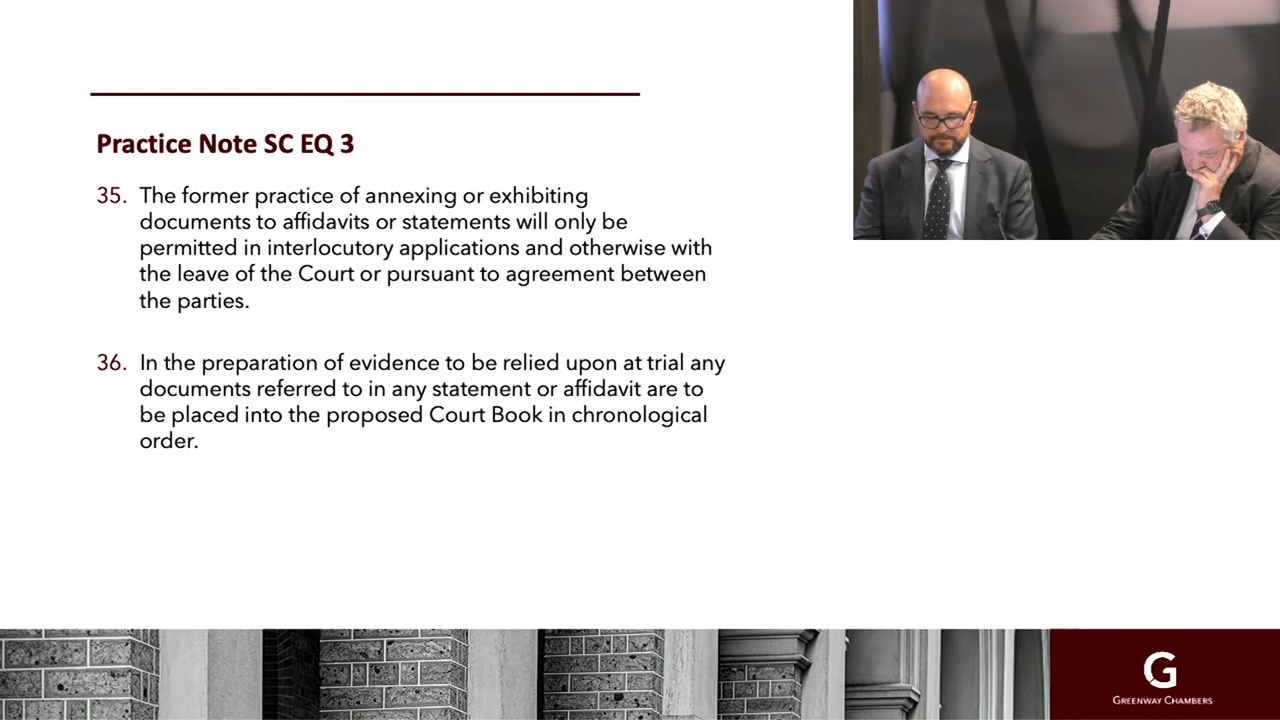 Practice Note SC EQ 3
35. The former practice of annexing or exhibiting
documents to affidavits or statements will only be
permitted in interlocutory applications and otherwise with
the leave of the Court or pursuant to agreement between
the parties.
36. In the preparation of evidence to be relied upon at trial any
documents referred to in any statement or affidavit are to
be placed into the proposed Court Book in chronological
order.
G
GREENWAY CHAMBERS